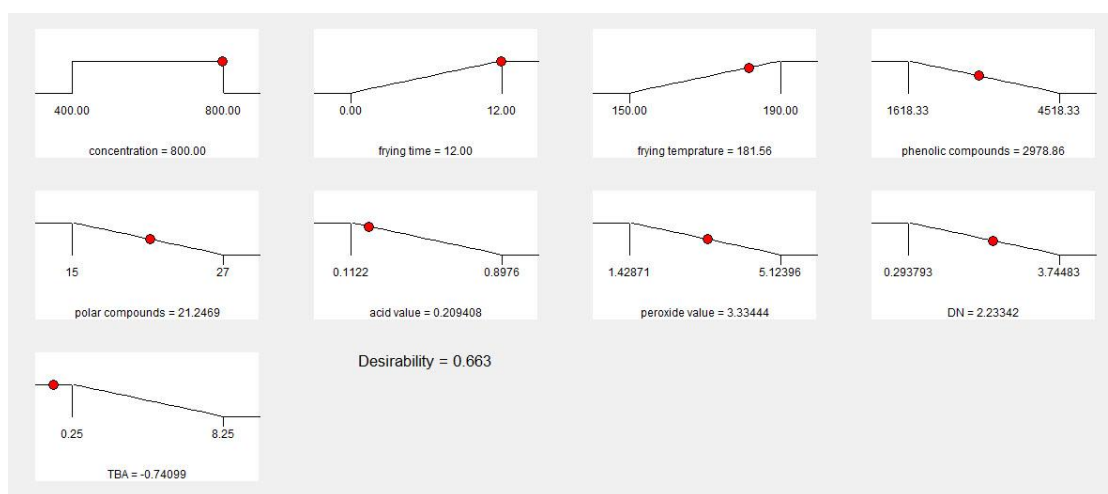 400.00 800.00
concentration = 800.00
0.00 12.00
frying time = 12.00
150.00 190.00
frying temprature = 181.56
1618.33 4518.33
phenolic compounds = 2978.86
15 27
polar compounds = 21.2469
0.1122 0.8976
acid value = 0.209408
1.42871 5.12396
peroxide value = 3.33444
0.293793 3.74483
DN = 2.23342
0.25 8.25
TBA = -0.74099
Desirability = 0.663